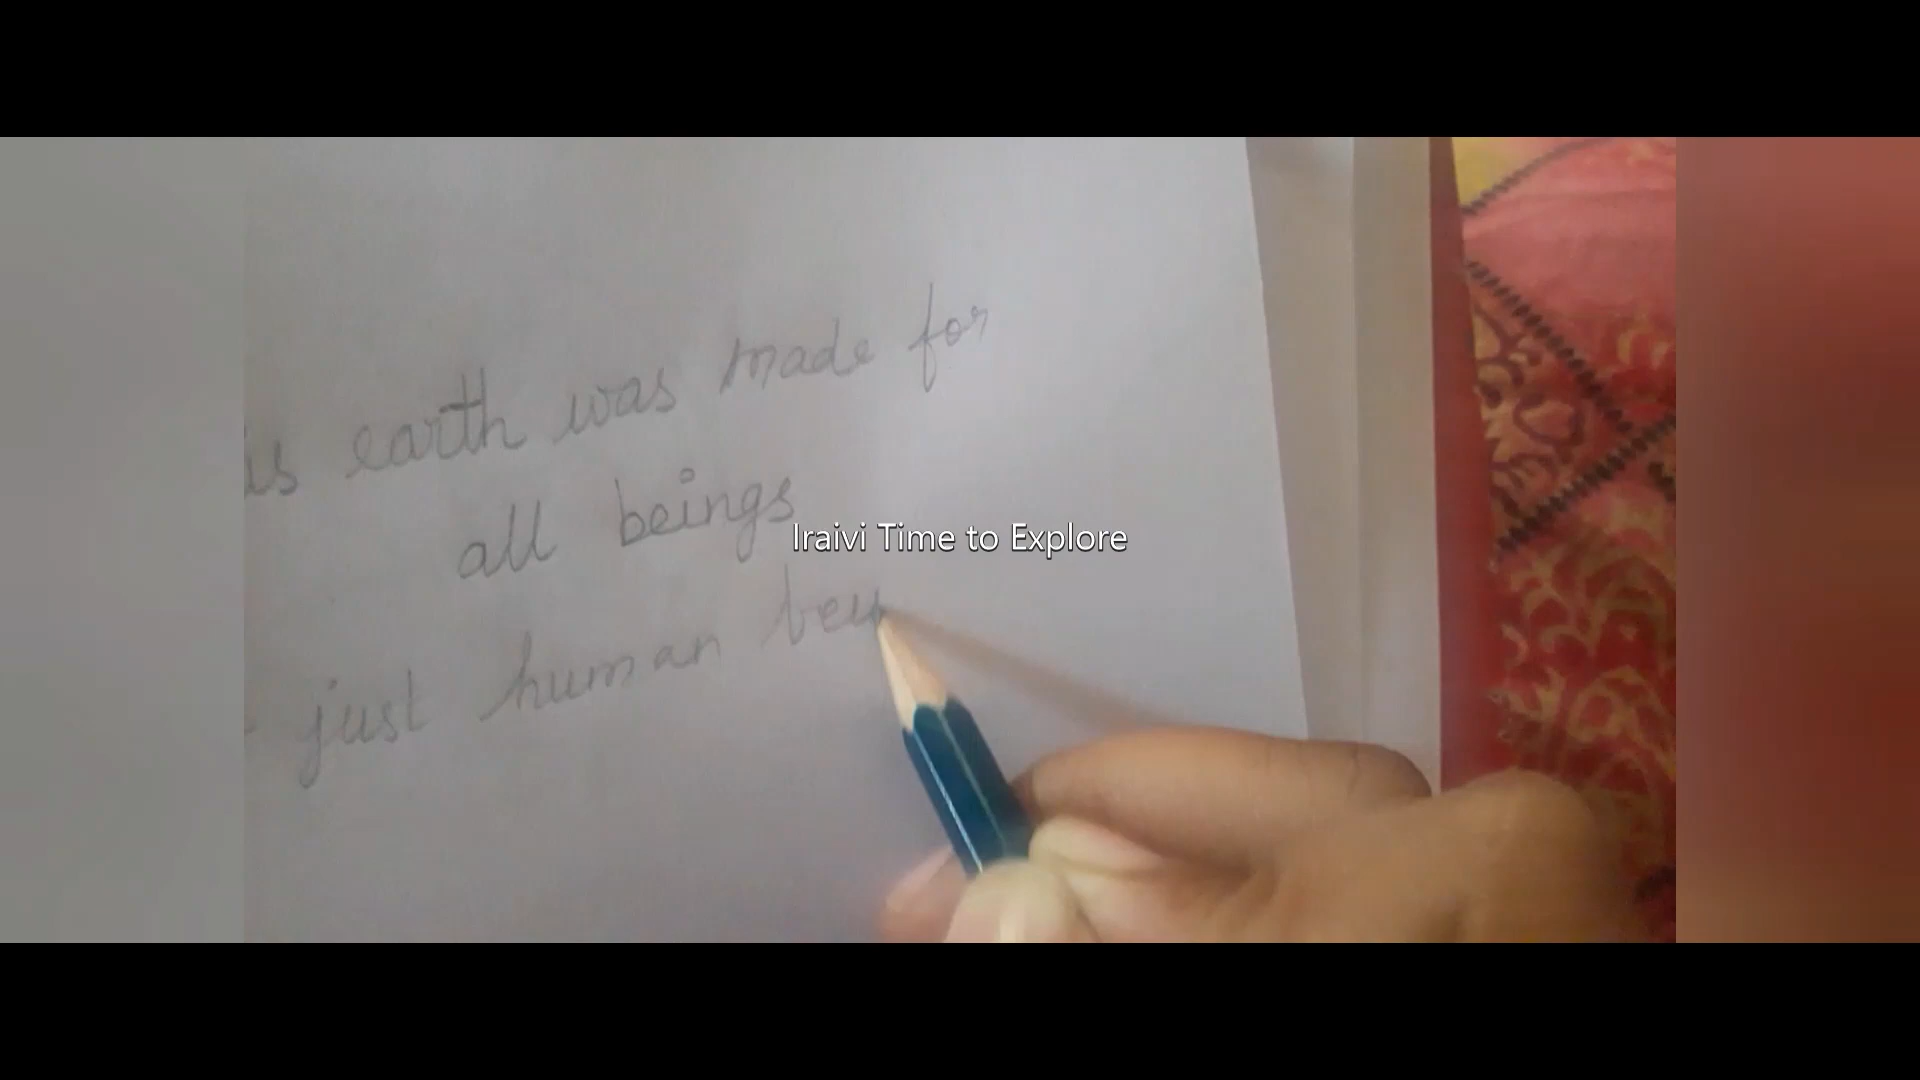 is earth was made for
all beings
Iraivi Time to Explore
just human bei